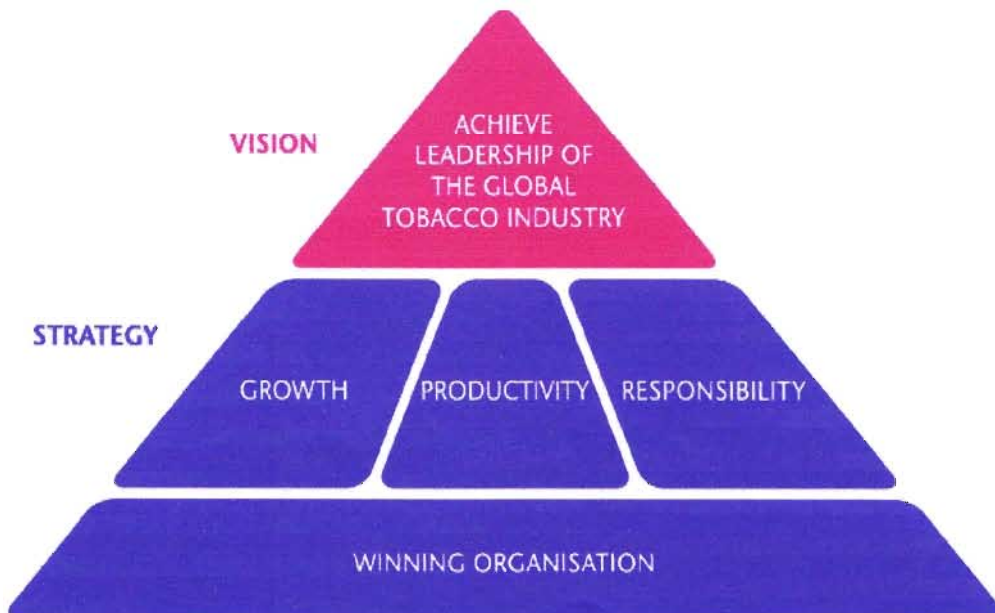 VISION
ACHIEVE
LEADERSHIP OF
THE GLOBAL
TOBACCO INDUSTRY
STRATEGY
GROWTH
PRODUCTIVITY
RESPONSIBILITY
WINNING ORGANISATION